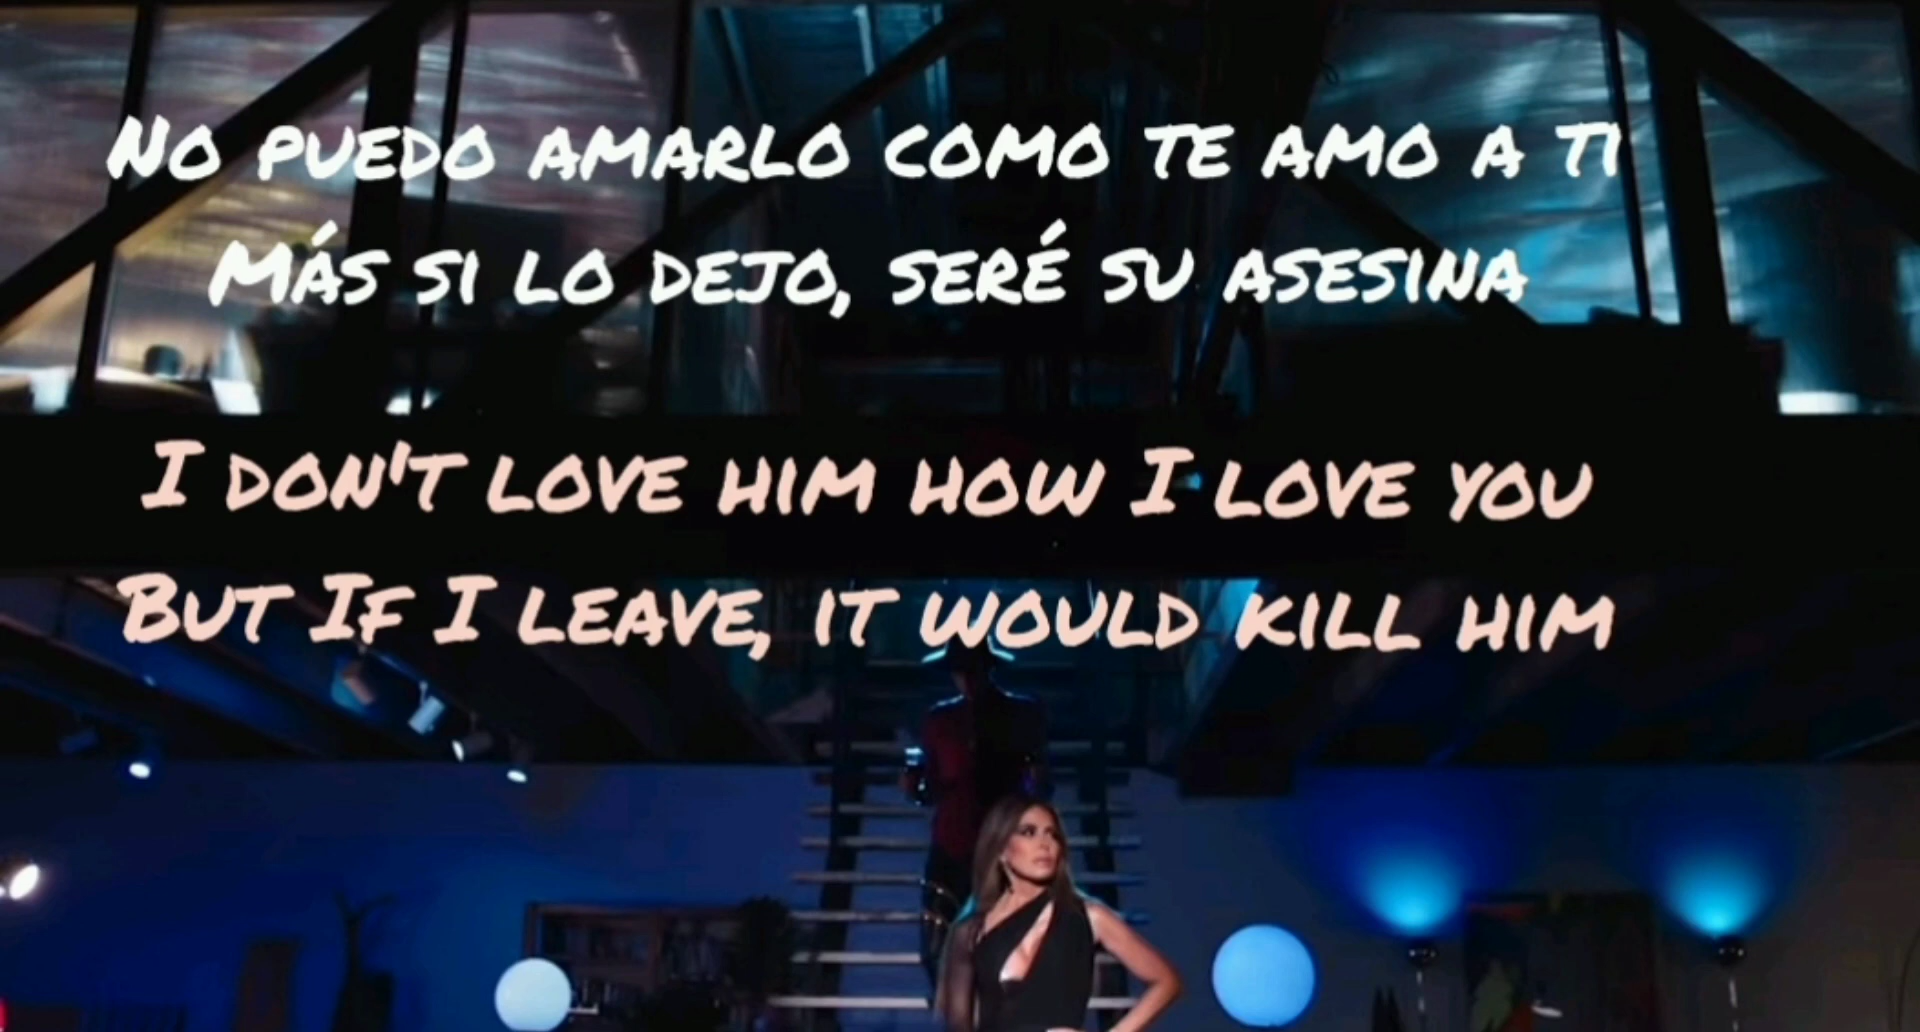 No puedo amarlo como te amo a ti
Más si lo dejo, seré su asesina
I don't love him how I love you
But If I leave, it would kill him